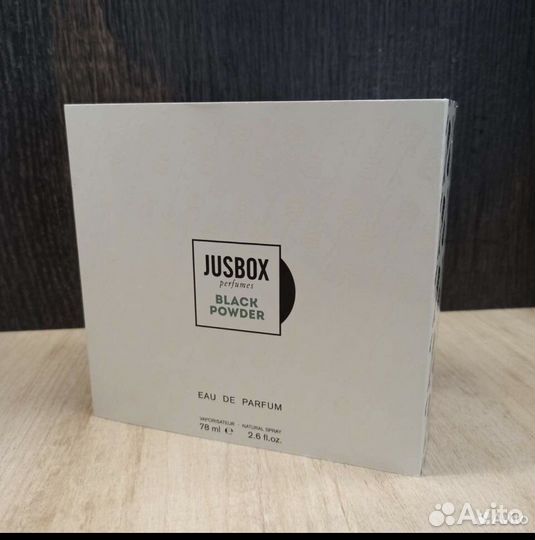 JUSBOX
perfumes
BLACK
POWDER
EAU DE PARFUM
VAPORISATEUR - NATURAL SPRAY
78 ml ℮ 2.6 fl.oz.
Avito